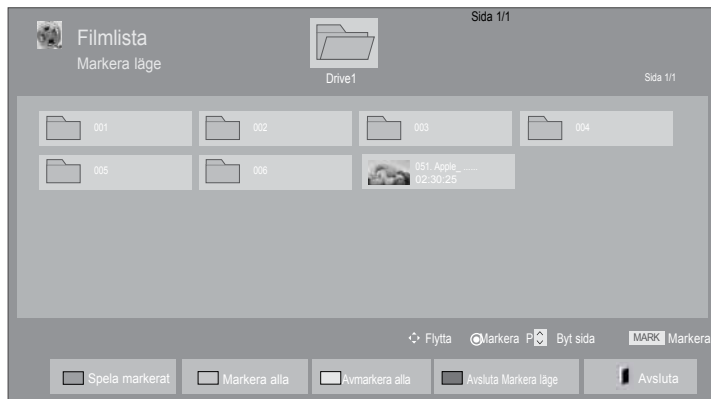 Sida 1/1
Filmlista
Markera läge
Drive1
Sida 1/1
001
002
003
004
005
006
051. Apple_ ......
02:30:25
Flytta
Markera
P
Byt sida
MARK
Markera
Spela markerat
Markera alla
Avmarkera alla
Avsluta Markera läge
Avsluta